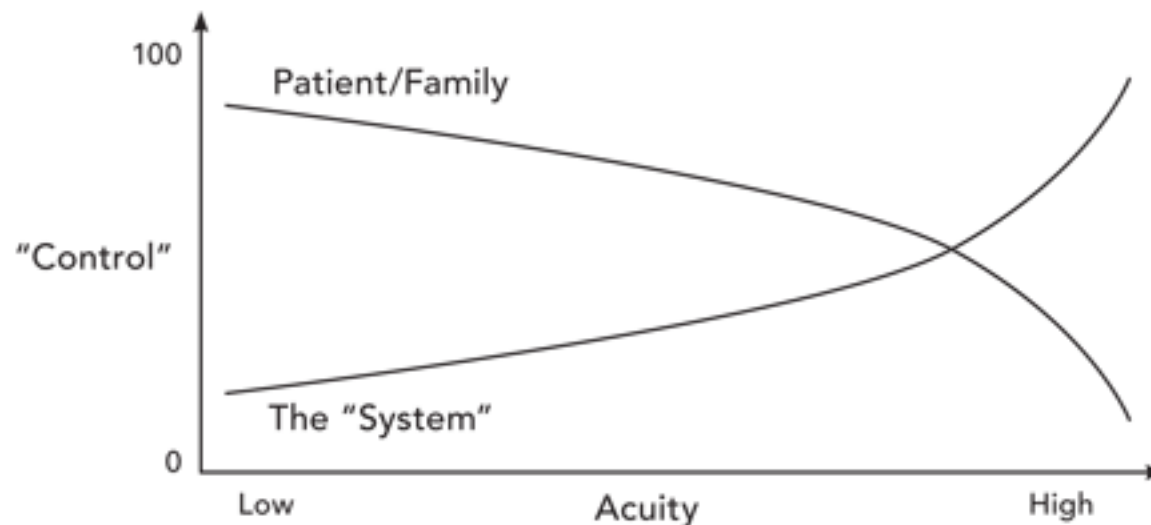 100
Patient/Family
"Control"
The "System"
0
Low
Acuity
High